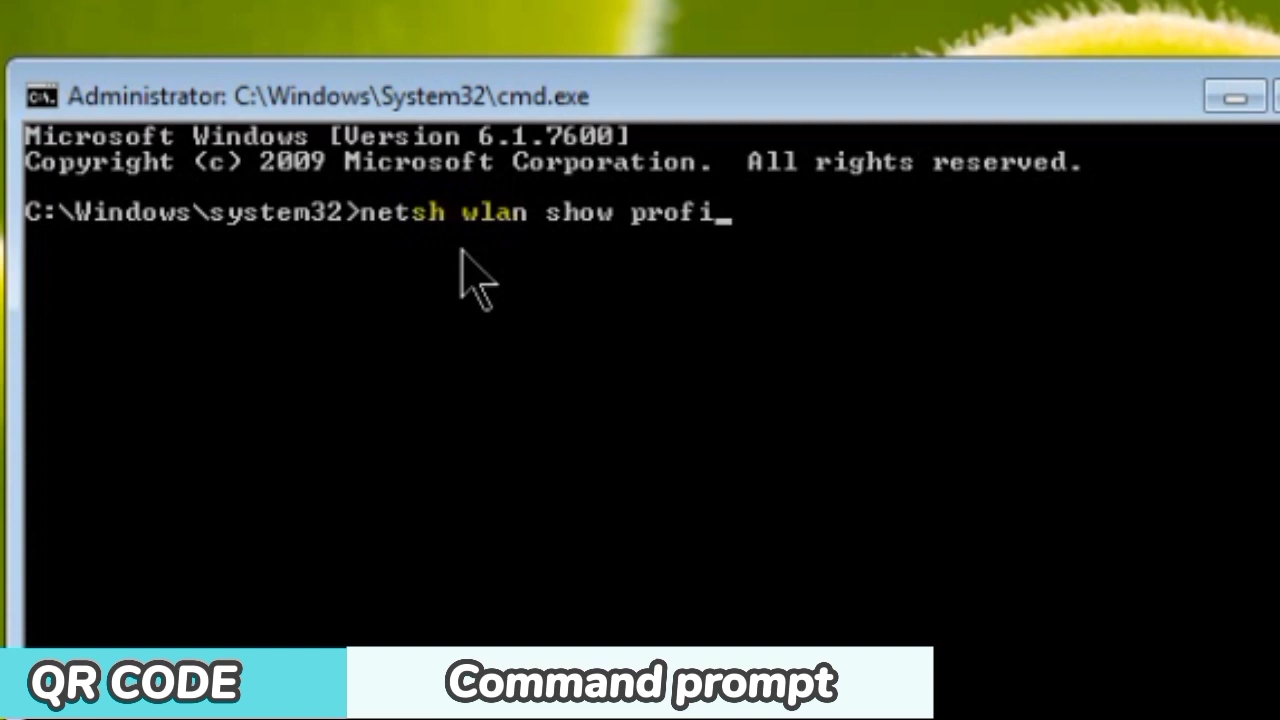 Administrator: C:\Windows\System32\cmd.exe
Microsoft Windows [Version 6.1.7600]
Copyright (c) 2009 Microsoft Corporation.  All rights reserved.
C:\Windows\system32>netsh wlan show profi_
QR CODE
Command prompt